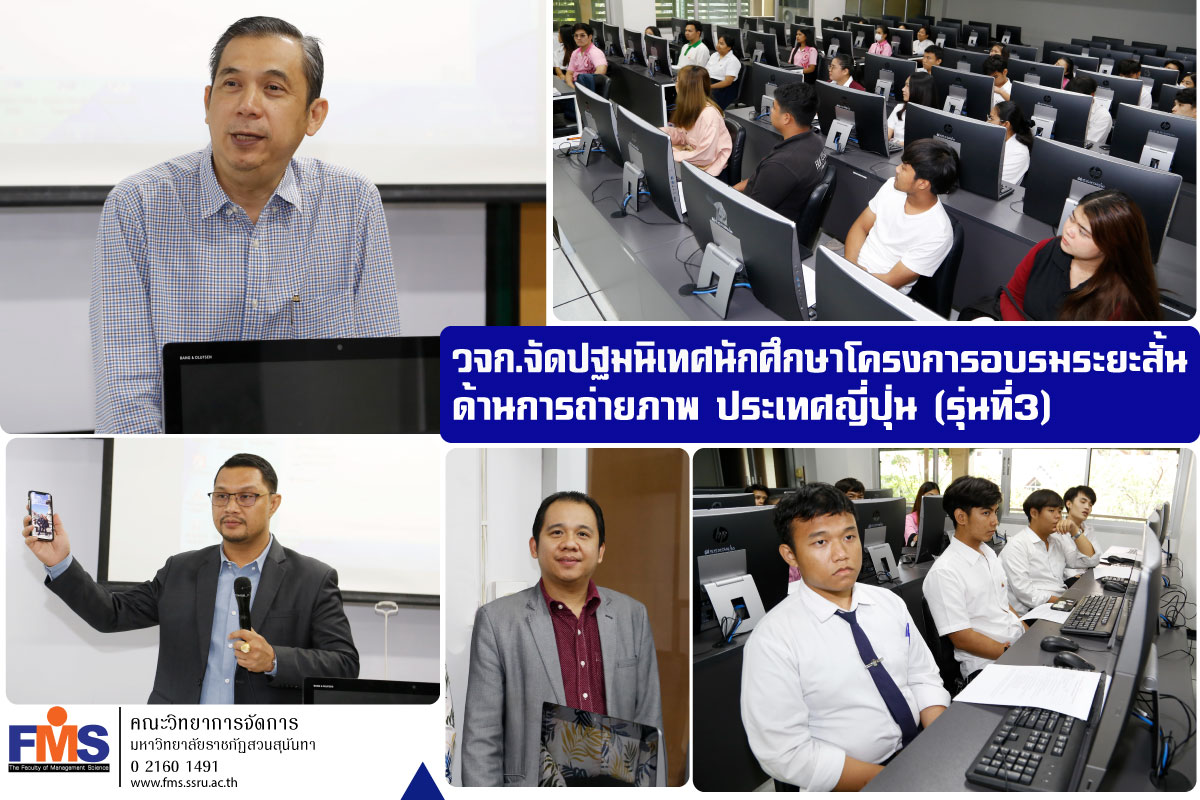 วจก.จัดปฐมนิเทศนักศึกษาโครงการอบรมระยะสั้น
ด้านการถ่ายภาพ ประเทศญี่ปุ่น (รุ่นที่3)
BANG & OLUFSEN
BANG & OLUFSEN
FMS
The Faculty of Management Science
คณะวิทยาการจัดการ
มหาวิทยาลัยราชภัฏสวนสุนันทา
0 2160 1491
www.fms.ssru.ac.th